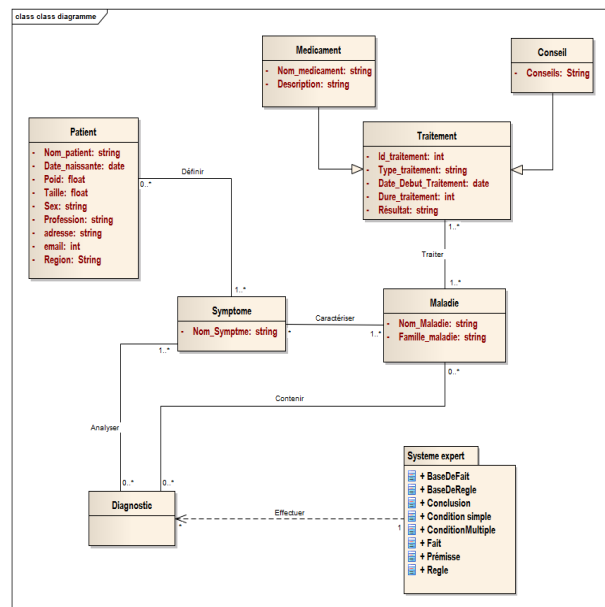 class class diagramme
Medicament
- Nom_medicament: string
- Description: string
Conseil
- Conseils: String
Patient
- Nom_patient: string
- Date_naissante: date
- Poid: float
- Taille: float
- Sex: string
- Profession: string
- adresse: string
- email: int
- Region: String
Traitement
- Id_traitement: int
- Type_traitement: string
- Date_Debut_Traitement: date
- Dure_traitement: int
- Résultat: string
0..*
Définir
1..*
1..*
Traiter
1..*
Symptome
- Nom_Symptme: string
*
Caractériser
1..*
Maladie
- Nom_Maladie: string
- Famille_maladie: string
1..*
0..*
Contenir
Analyser
0..*
0..*
Diagnostic
*
Effectuer
1
Systeme expert
+ BaseDeFait
+ BaseDeRegle
+ Conclusion
+ Condition simple
+ ConditionMultiple
+ Fait
+ Prémisse
+ Regle